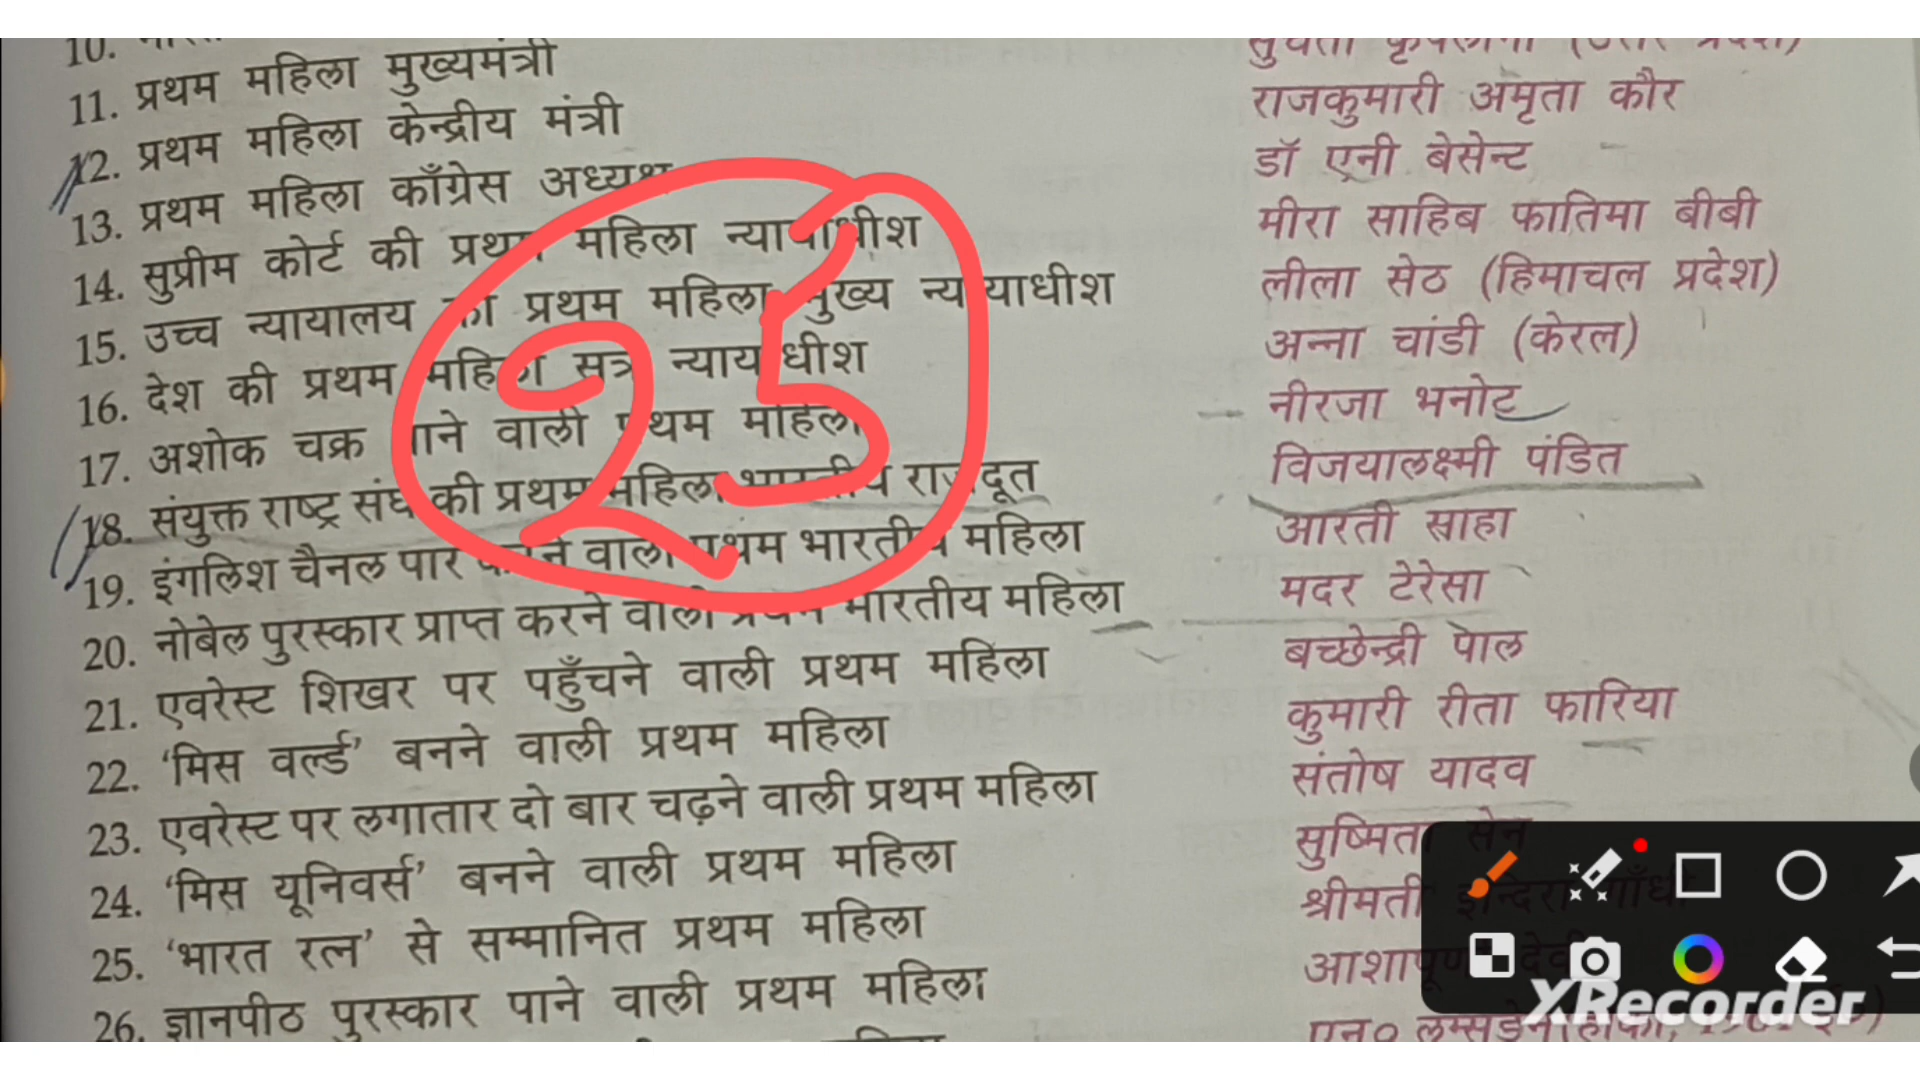 10.
11. प्रथम महिला मुख्यमंत्री
12. प्रथम महिला केन्द्रीय मंत्री
13. प्रथम महिला काँग्रेस अध्यक्ष
14. सुप्रीम कोर्ट की प्रथम महिला न्यायाधीश
15. उच्च न्यायालय की प्रथम महिला मुख्य न्यायाधीश
16. देश की प्रथम महिला सत्र न्यायाधीश
17. अशोक चक्र पाने वाली प्रथम महिला
18. संयुक्त राष्ट्र संघ की प्रथम महिला भारतीय राजदूत
19. इंगलिश चैनल पार करने वाली प्रथम भारतीय महिला
20. नोबेल पुरस्कार प्राप्त करने वाली प्रथम भारतीय महिला
21. एवरेस्ट शिखर पर पहुँचने वाली प्रथम महिला
22. ‘मिस वर्ल्ड’ बनने वाली प्रथम महिला
23. एवरेस्ट पर लगातार दो बार चढ़ने वाली प्रथम महिला
24. ‘मिस यूनिवर्स’ बनने वाली प्रथम महिला
25. ‘भारत रत्न’ से सम्मानित प्रथम महिला
26. ज्ञानपीठ पुरस्कार पाने वाली प्रथम महिला
25
राजकुमारी अमृता कौर
डॉ एनी बेसेन्ट
मीरा साहिब फातिमा बीबी
लीला सेठ (हिमाचल प्रदेश)
अन्ना चांडी (केरल)
नीरजा भनोट
विजयालक्ष्मी पंडित
आरती साहा
मदर टेरेसा
बच्छेन्द्री पाल
कुमारी रीता फारिया
संतोष यादव
सुष्मिता सेन
श्रीमती इन्दिरा गाँधी
आशापूर्ण देवी
XRecorder